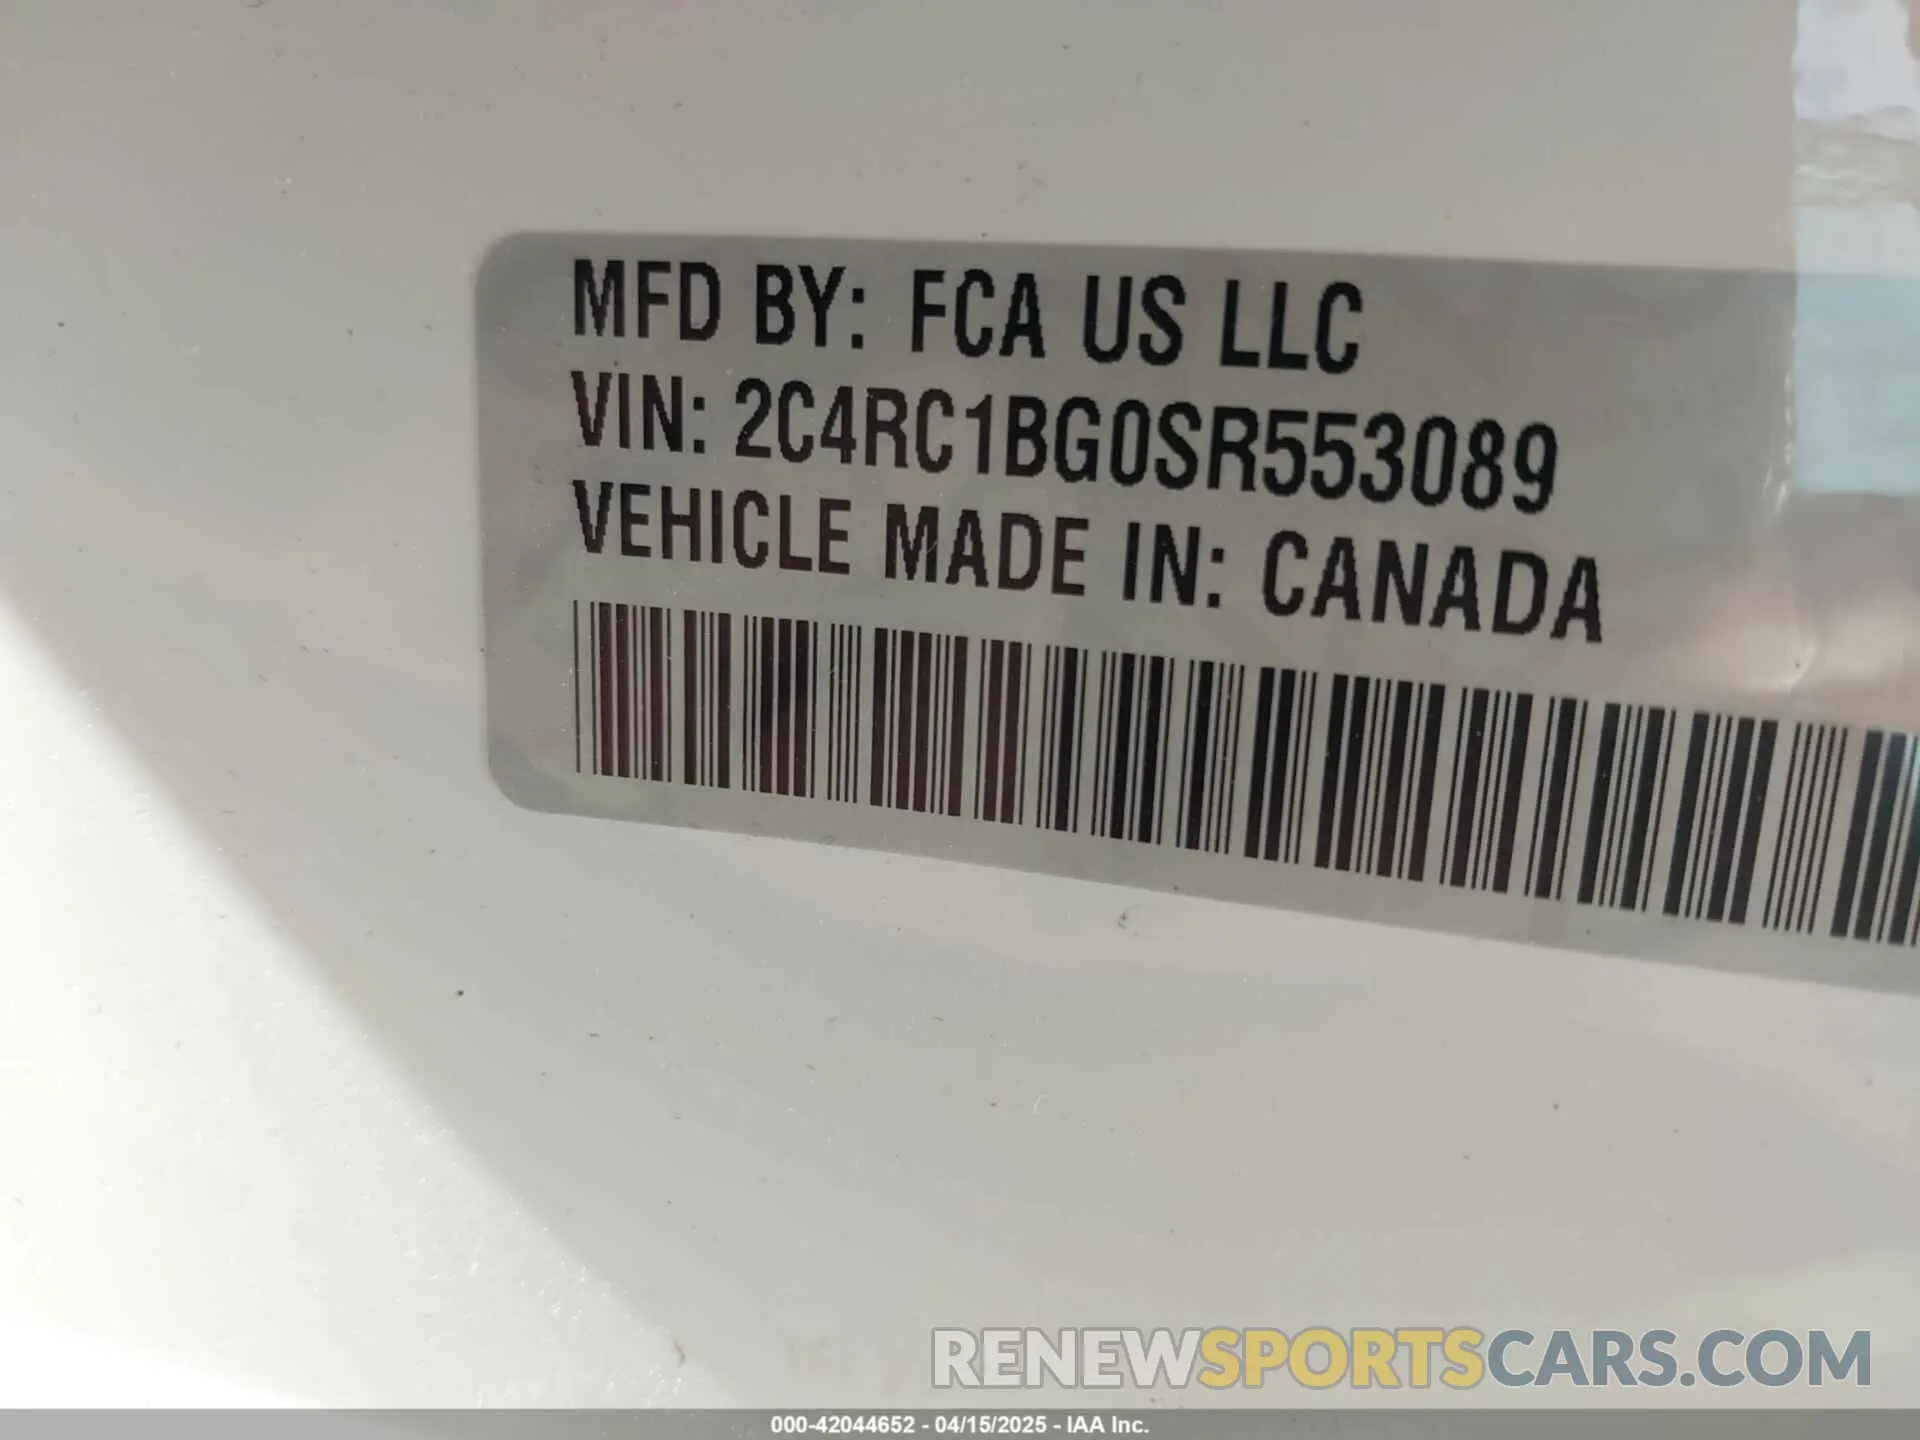 MFD BY: FCA US LLC
VIN: 2C4RC1BG0SR553089
VEHICLE MADE IN: CANADA
RENEWSPORTSCARS.COM
000-42044652 - 04/15/2025 - IAA Inc.